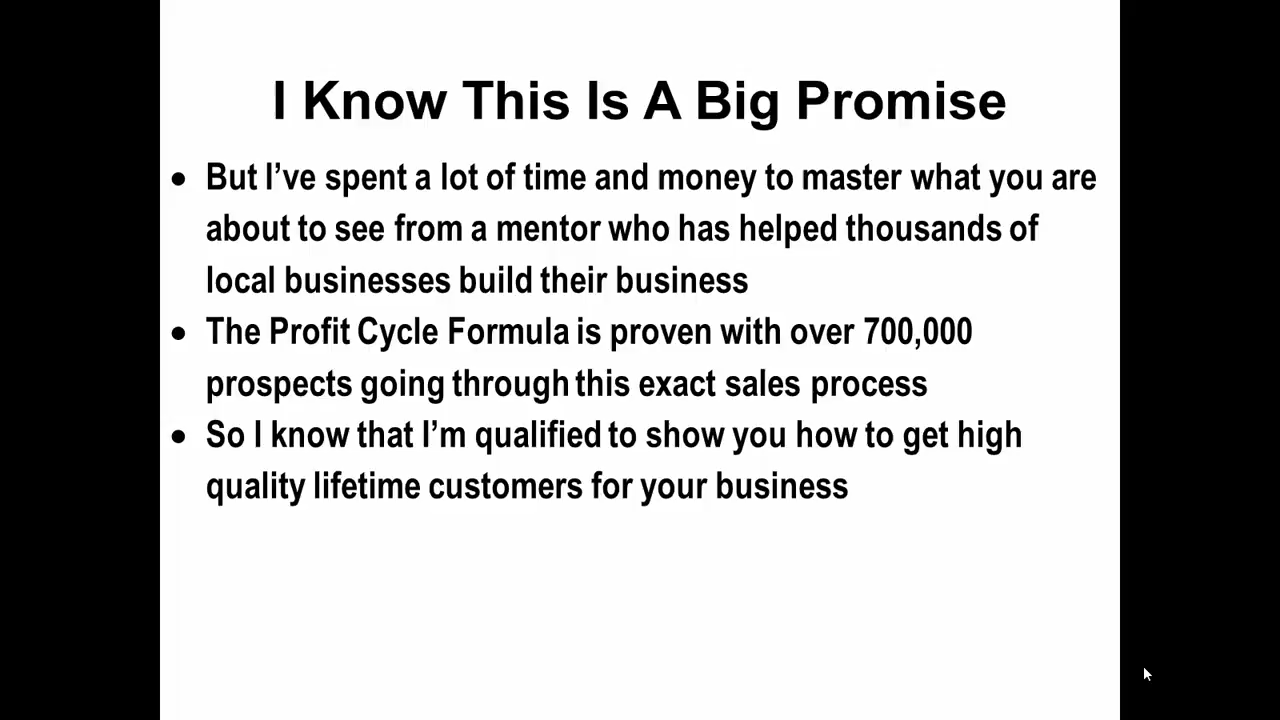 I Know This Is A Big Promise
• But I’ve spent a lot of time and money to master what you are
about to see from a mentor who has helped thousands of
local businesses build their business
• The Profit Cycle Formula is proven with over 700,000
prospects going through this exact sales process
• So I know that I’m qualified to show you how to get high
quality lifetime customers for your business